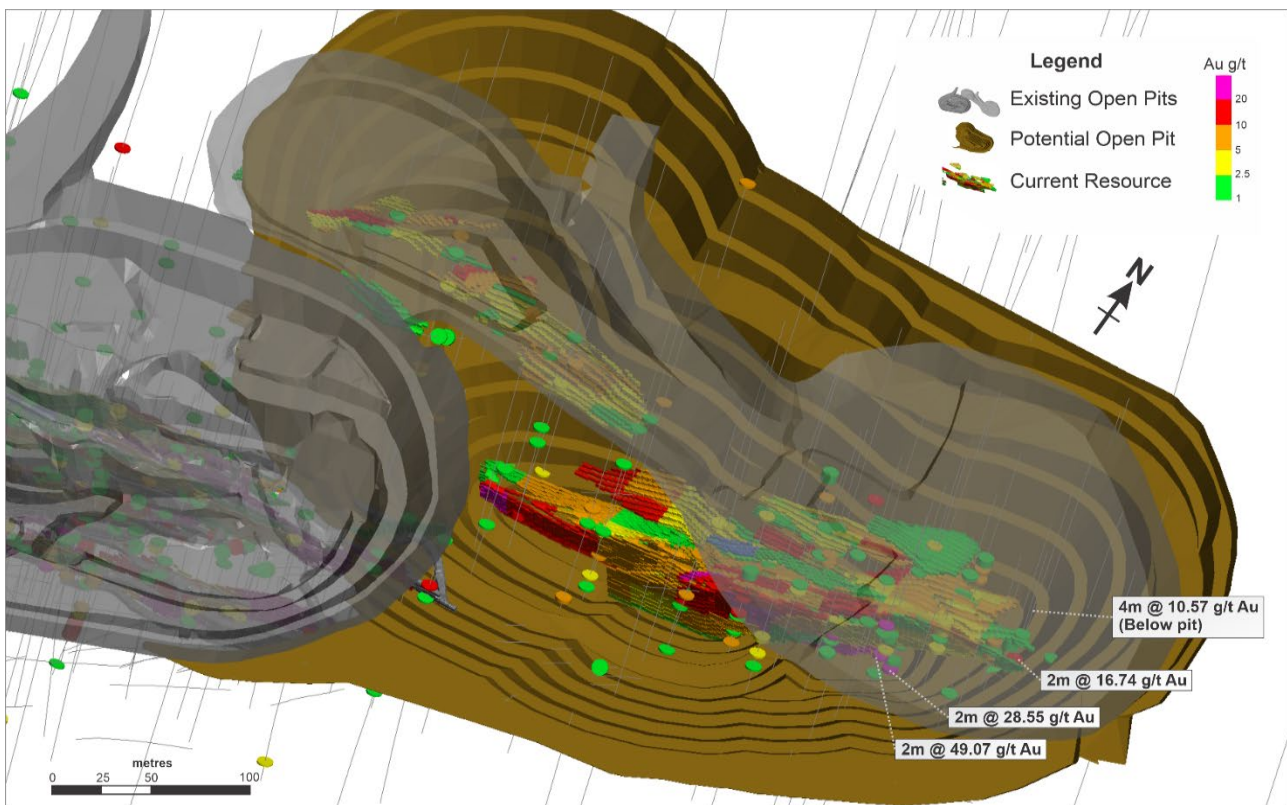 Legend
Existing Open Pits
Potential Open Pit
Current Resource
Au g/t
20
10
5
2.5
1
N
4m @ 10.57 g/t Au
(Below pit)
2m @ 16.74 g/t Au
2m @ 28.55 g/t Au
2m @ 49.07 g/t Au
metres
0 25 50 100